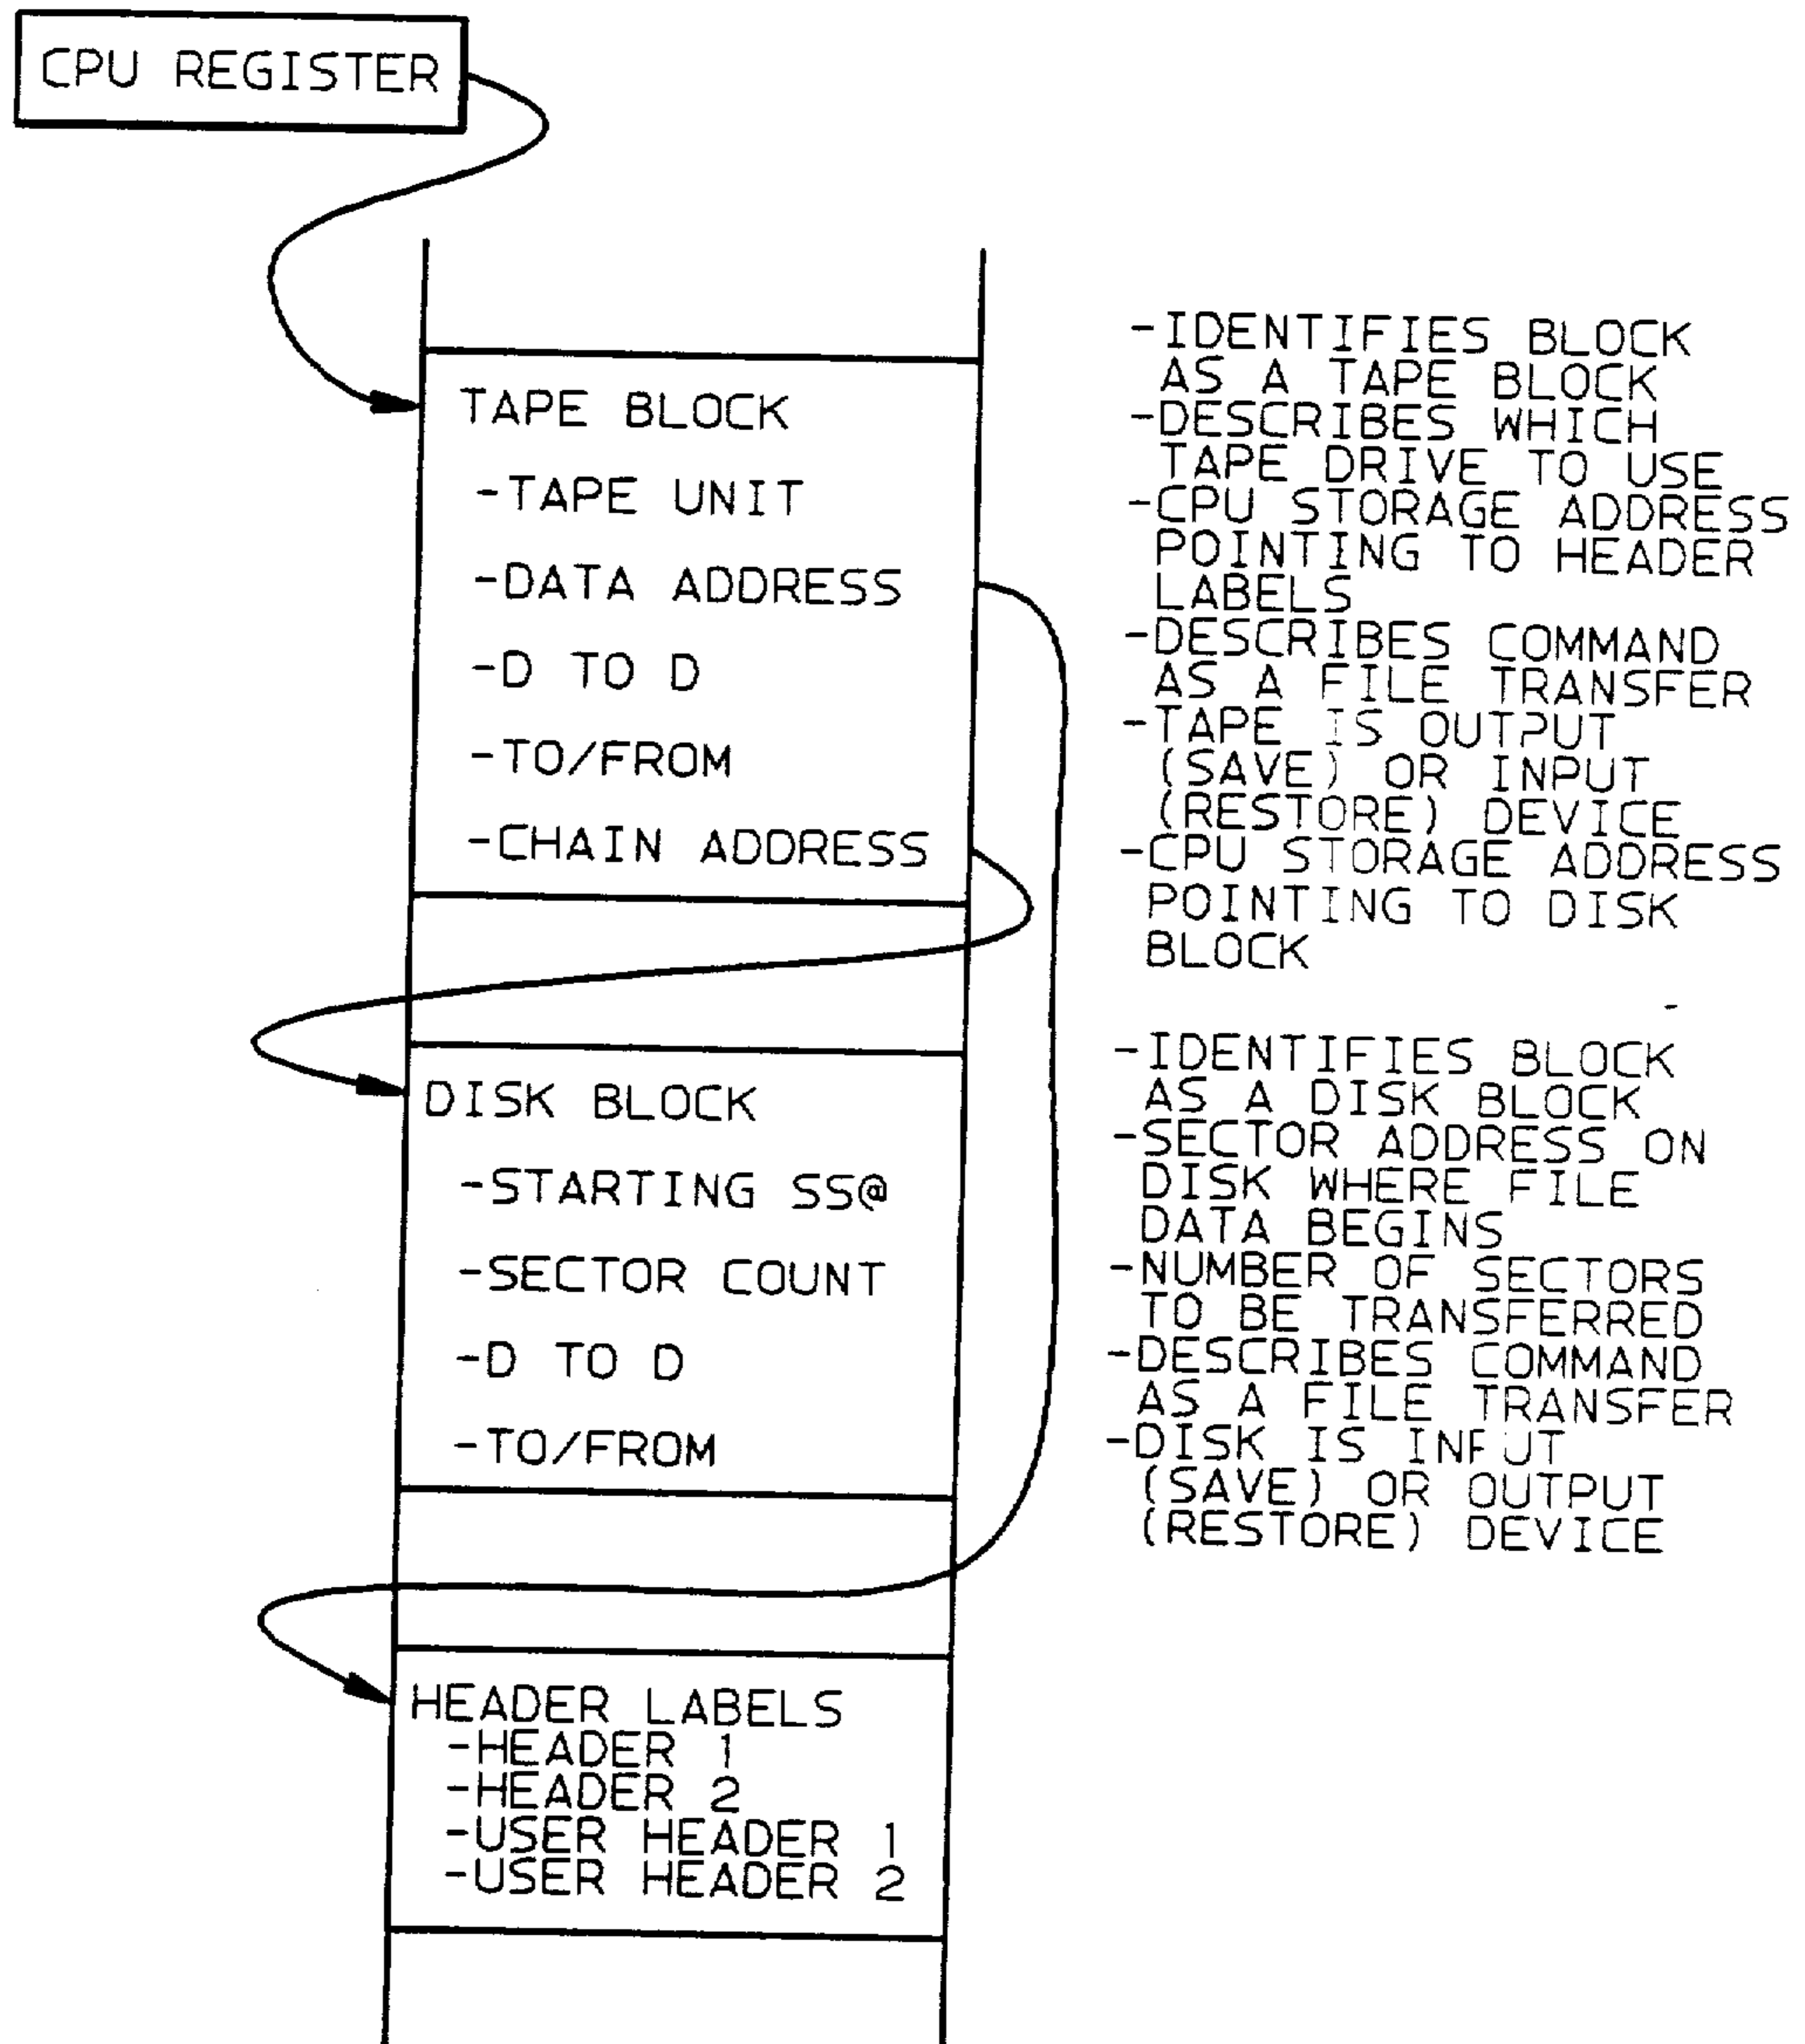 CPU REGISTER
TAPE BLOCK
-TAPE UNIT
-DATA ADDRESS
-D TO D
-TO/FROM
-CHAIN ADDRESS
-IDENTIFIES BLOCK
AS A TAPE BLOCK
-DESCRIBES WHICH
TAPE DRIVE TO USE
-CPU STORAGE ADDRESS
POINTING TO HEADER
LABELS
-DESCRIBES COMMAND
AS A FILE TRANSFER
-TAPE IS OUTPUT
(SAVE) OR INPUT
(RESTORE) DEVICE
-CPU STORAGE ADDRESS
POINTING TO DISK
BLOCK
DISK BLOCK
-STARTING SS@
-SECTOR COUNT
-D TO D
-TO/FROM
-IDENTIFIES BLOCK
AS A DISK BLOCK
-SECTOR ADDRESS ON
DISK WHERE FILE
DATA BEGINS
-NUMBER OF SECTORS
TO BE TRANSFERRED
-DESCRIBES COMMAND
AS A FILE TRANSFER
-DISK IS INPUT
(SAVE) OR OUTPUT
(RESTORE) DEVICE
HEADER LABELS
-HEADER 1
-HEADER 2
-USER HEADER 1
-USER HEADER 2